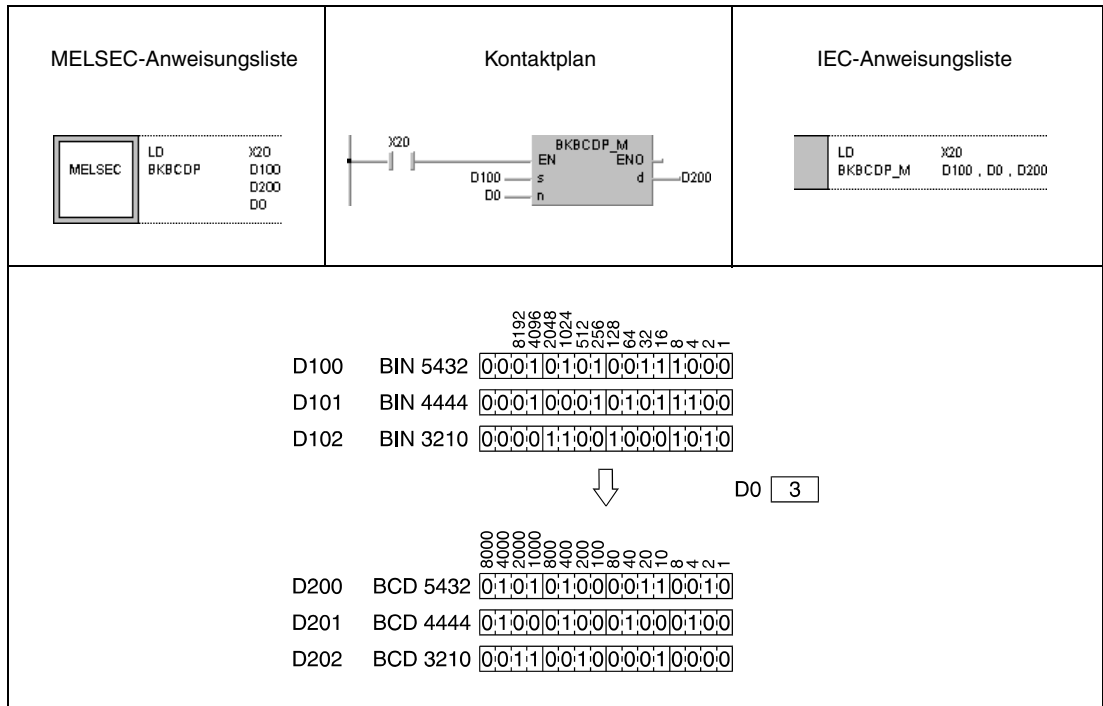 MELSEC-Anweisungsliste
Kontaktplan
IEC-Anweisungsliste
MELSEC
LD X20
BKBCDP D100
D200
D0
X20
BKBCDP_M
EN ENO
D100 s d D200
D0 n
LD X20
BKBCDP_M D100 , D0 , D200
8192 4096 2048 1024 512 256 128 64 32 16 8 4 2 1
D100 BIN 5432 0001010100111000
D101 BIN 4444 0001000101011100
D102 BIN 3210 0000110010001010
D0 3
8000 4000 2000 1000 800 400 200 100 80 40 20 10 8 4 2 1
D200 BCD 5432 0101010000110010
D201 BCD 4444 0100010001000100
D202 BCD 3210 0011001000010000